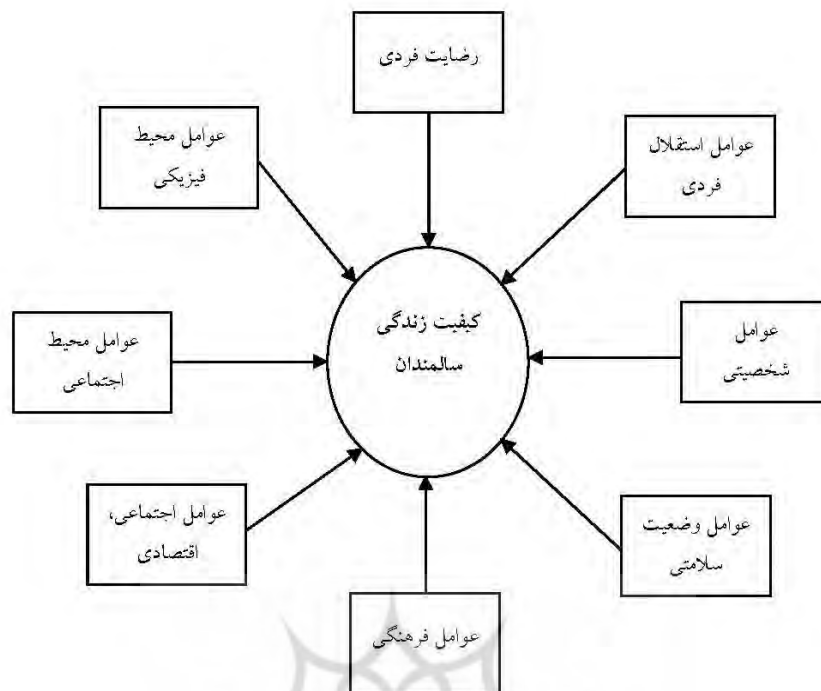 رضایت فردی
عوامل استقلال
فردی
عوامل محیط
فیزیکی
کیفیت زندگی
سالمندان
عوامل
شخصیتی
عوامل محیط
اجتماعی
عوامل وضعیت
سلامتی
عوامل اجتماعی،
اقتصادی
عوامل فرهنگی